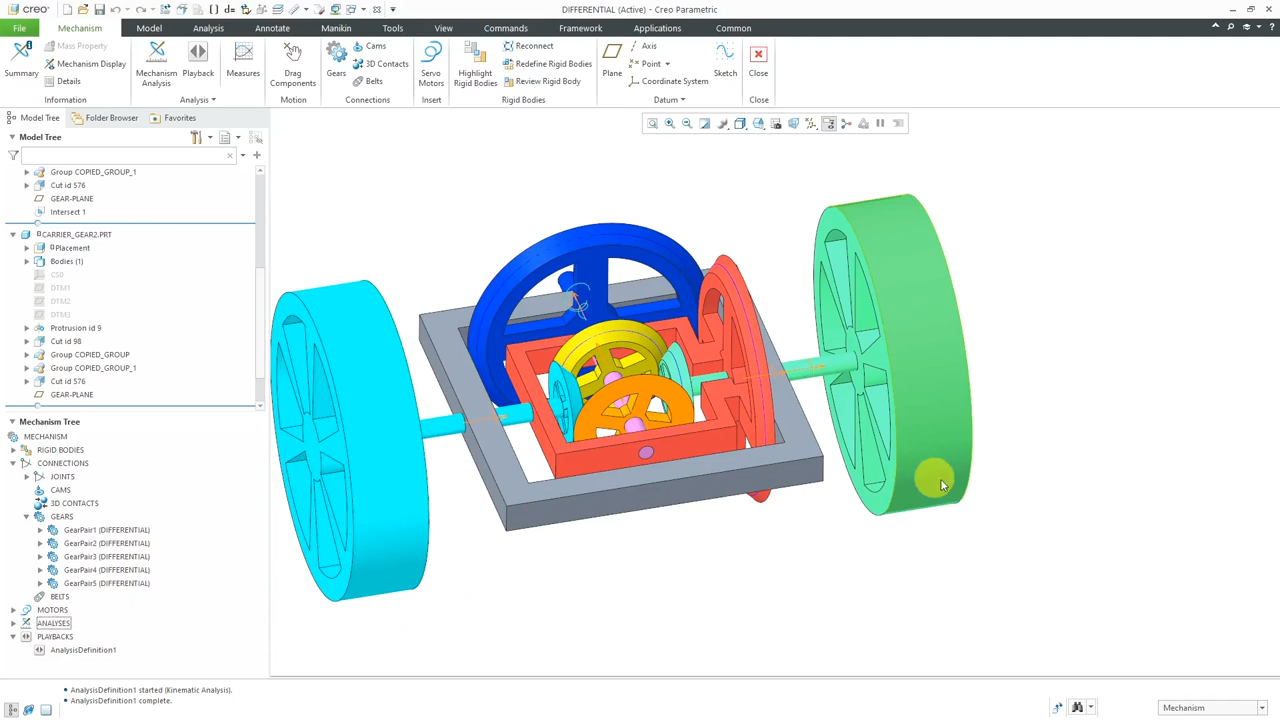 creo
DIFFERENTIAL (Active) - Creo Parametric
File Mechanism Model Analysis Annotate Manikin Tools View Commands Framework Applications Common
Summary
Mass Property
Mechanism Display
Details
Information
Mechanism Analysis
Playback
Analysis
Measures
Drag Components
Motion
Gears
Cams
3D Contacts
Belts
Connections
Servo Motors
Insert
Highlight Rigid Bodies
Reconnect
Redefine Rigid Bodies
Review Rigid Body
Rigid Bodies
Plane
Axis
Point
Coordinate System
Sketch
Datum
Close
Close
Model Tree Folder Browser Favorites
Model Tree
Group COPIED_GROUP_1
Cut id 576
GEAR-PLANE
Intersect 1
CARRIER_GEAR2.PRT
Placement
Bodies (1)
CS0
DTM1
DTM2
DTM3
Protrusion id 9
Cut id 98
Group COPIED_GROUP
Group COPIED_GROUP_1
Cut id 576
GEAR-PLANE
Mechanism Tree
MECHANISM
RIGID BODIES
CONNECTIONS
JOINTS
CAMS
3D CONTACTS
GEARS
GearPair1 (DIFFERENTIAL)
GearPair2 (DIFFERENTIAL)
GearPair3 (DIFFERENTIAL)
GearPair4 (DIFFERENTIAL)
GearPair5 (DIFFERENTIAL)
BELTS
MOTORS
ANALYSES
PLAYBACKS
AnalysisDefinition1
• AnalysisDefinition1 started (Kinematic Analysis).
• AnalysisDefinition1 complete.
Mechanism